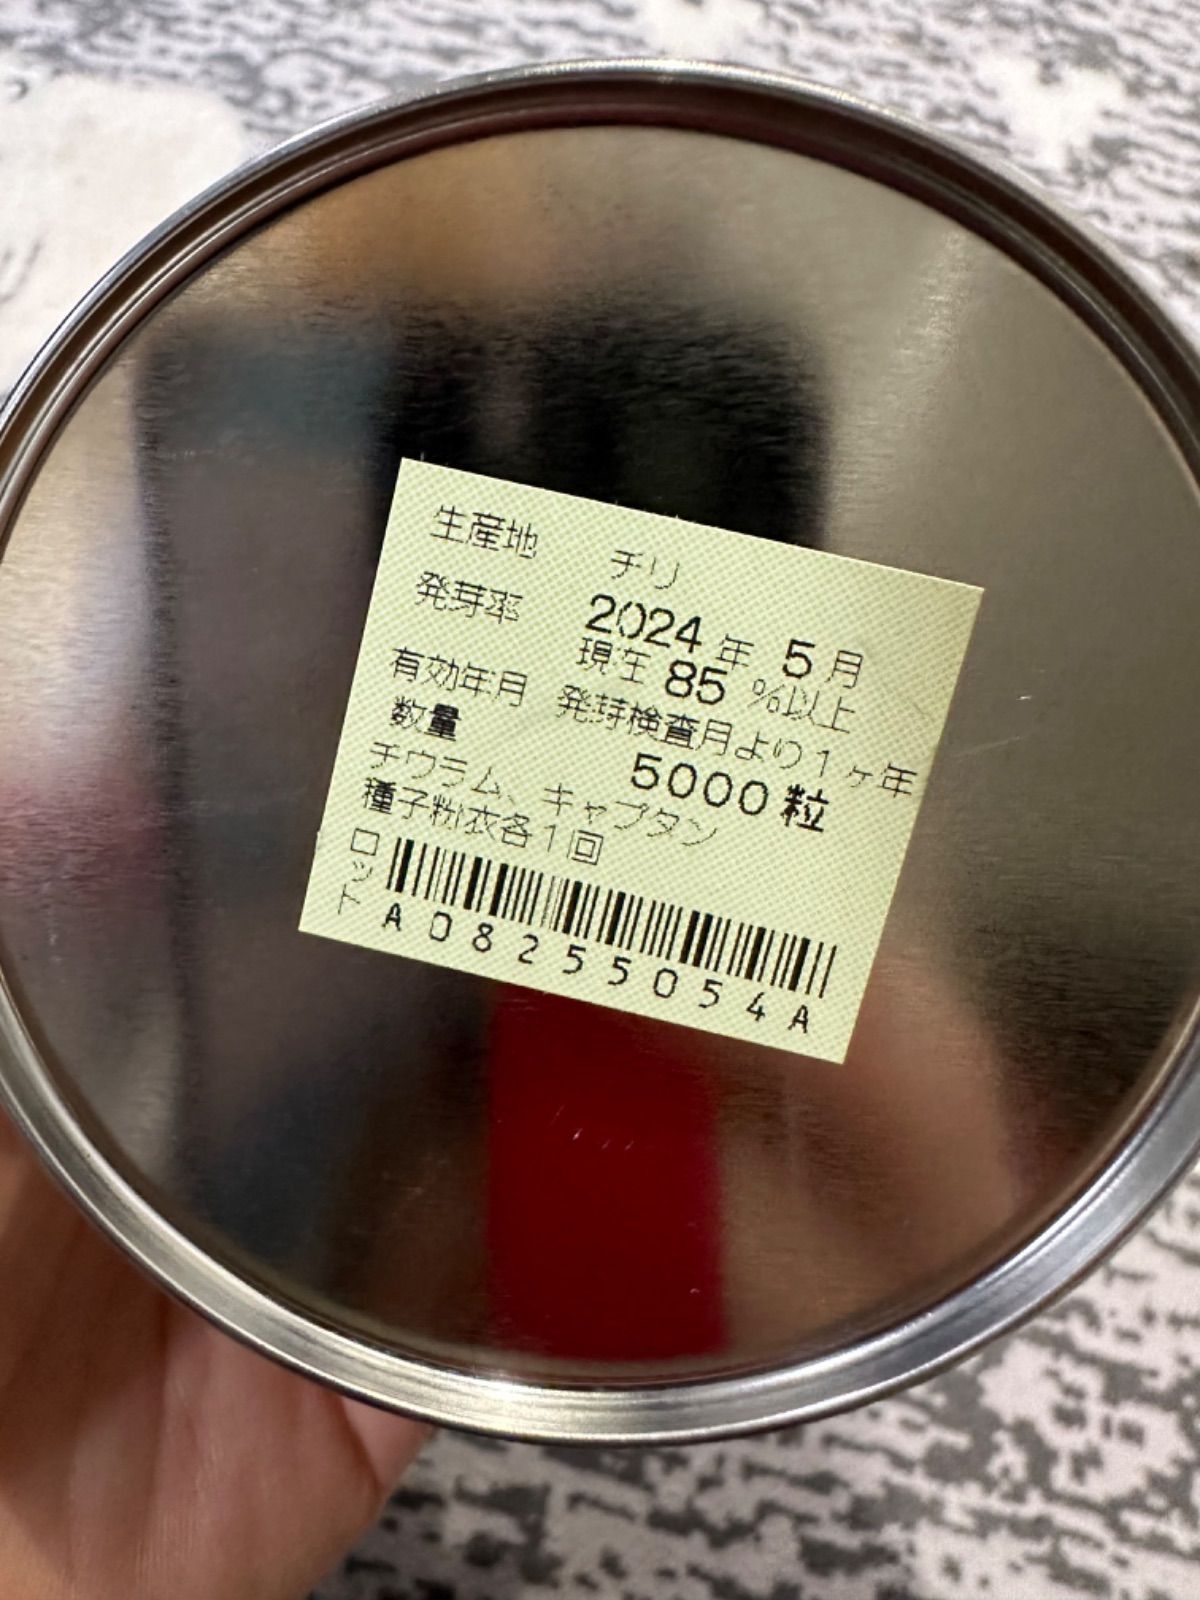 生産地 チリ
発芽率 2024年 5月
現在 85 %以上
有効年月 発芽検査月より1ヶ年
数量 5000粒
チウラム、キャプタン
種子粉衣各1回
ロット
A08255054A